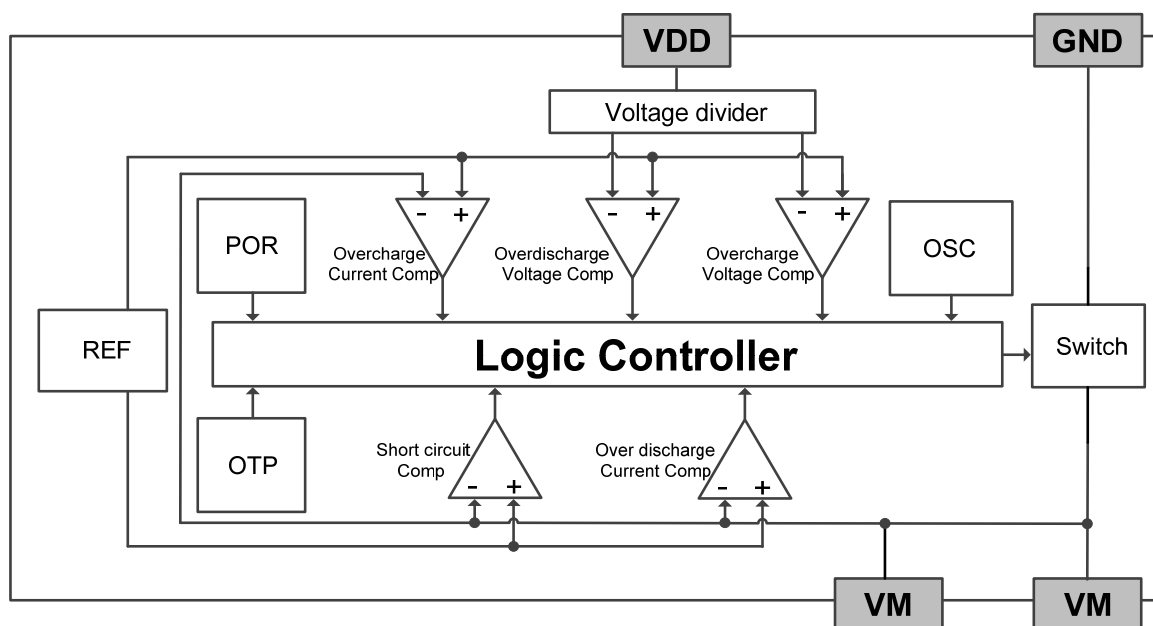 VDD
GND
Voltage divider
- +
- +
- +
POR
Overcharge
Current Comp
Overdischarge
Voltage Comp
Overcharge
Voltage Comp
OSC
REF
Logic Controller
Switch
OTP
Short circuit
Comp
Over discharge
Current Comp
- +
- +
VM
VM